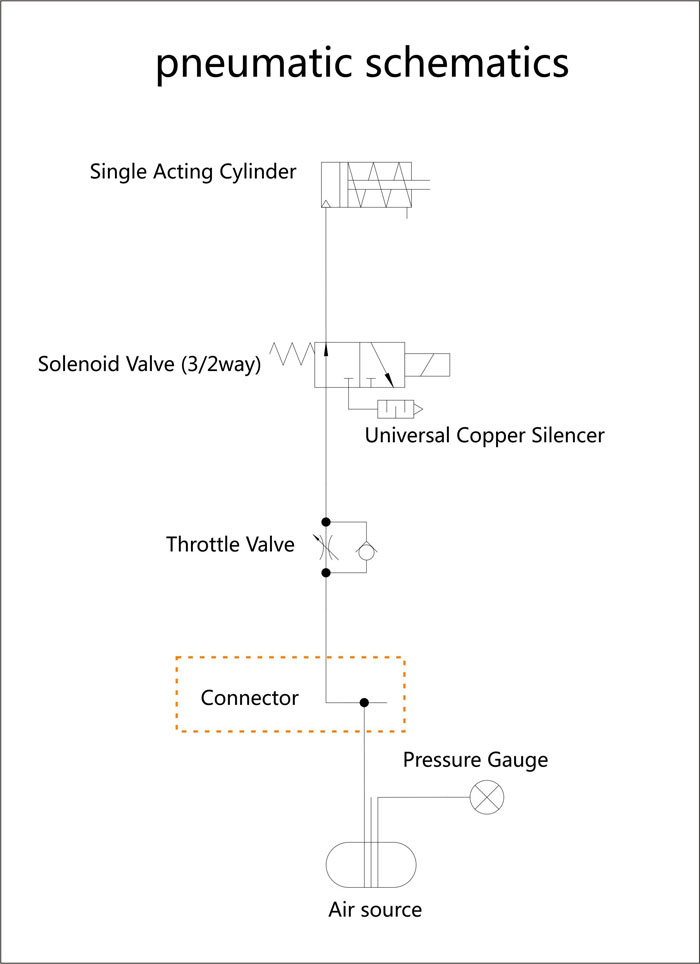 pneumatic schematics
Single Acting Cylinder
Solenoid Valve (3/2way)
Universal Copper Silencer
Throttle Valve
Connector
Pressure Gauge
Air source